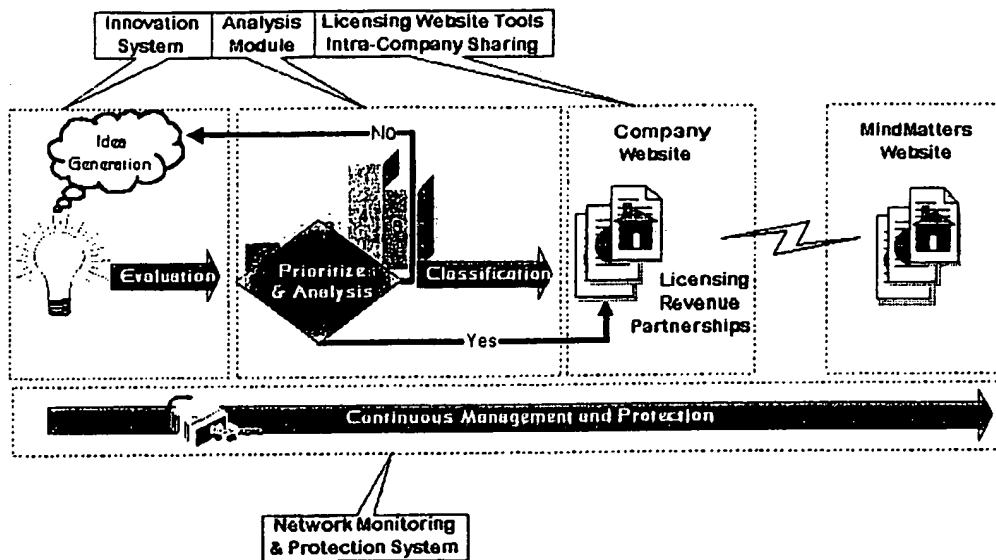 Innovation System
Analysis Module
Licensing Website Tools
Intra-Company Sharing
Idea Generation
No
Company Website
MindMatters Website
Evaluation
Prioritize & Analysis
Classification
Licensing Revenue Partnerships
Yes
Continuous Management and Protection
Network Monitoring
& Protection System